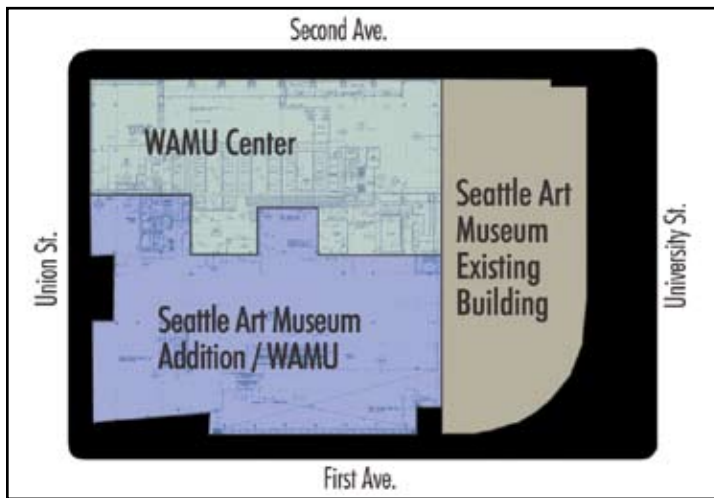 Second Ave.
WAMU Center
Seattle Art
Museum
Existing
Building
Union St.
University St.
Seattle Art Museum
Addition / WAMU
First Ave.